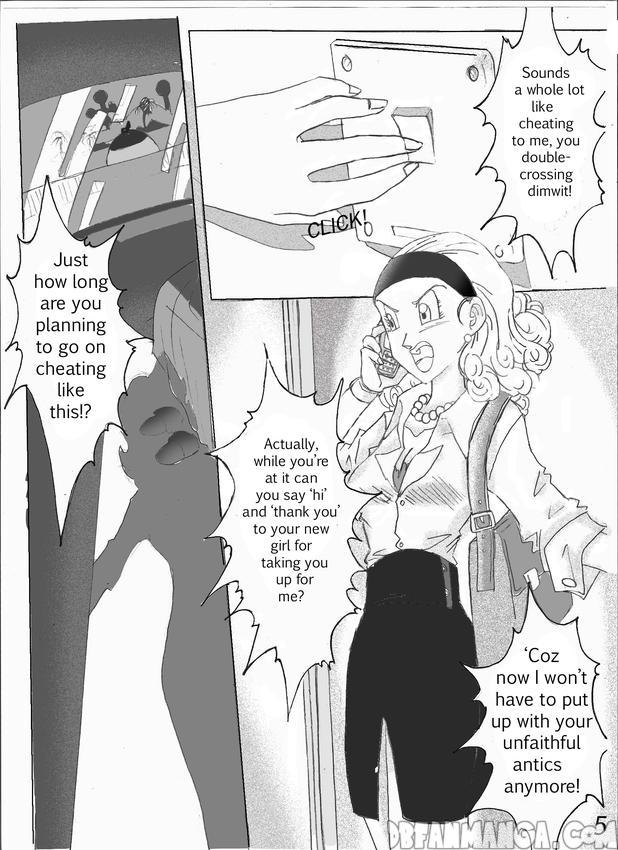 Just
how long
are you
planning
to go on
cheating
like
this!?
Sounds
a whole lot
like
cheating
to me, you
double-
crossing
dimwit!
CLICK!
Actually,
while you're
at it can
you say 'hi'
and 'thank you'
to your new
girl for
taking you
up for
me?
'Coz
now I won't
have to put
up with your
unfaithful
antics
anymore!
5
DBFANMANGA.COM